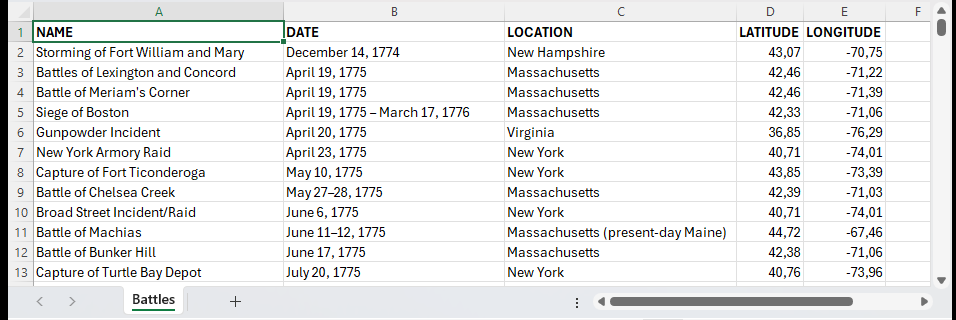 A B C D E F
1 NAME DATE LOCATION LATITUDE LONGITUDE
2 Storming of Fort William and Mary December 14, 1774 New Hampshire 43,07 -70,75
3 Battles of Lexington and Concord April 19, 1775 Massachusetts 42,46 -71,22
4 Battle of Meriam's Corner April 19, 1775 Massachusetts 42,46 -71,39
5 Siege of Boston April 19, 1775 – March 17, 1776 Massachusetts 42,33 -71,06
6 Gunpowder Incident April 20, 1775 Virginia 36,85 -76,29
7 New York Armory Raid April 23, 1775 New York 40,71 -74,01
8 Capture of Fort Ticonderoga May 10, 1775 New York 43,85 -73,39
9 Battle of Chelsea Creek May 27–28, 1775 Massachusetts 42,39 -71,03
10 Broad Street Incident/Raid June 6, 1775 New York 40,71 -74,01
11 Battle of Machias June 11–12, 1775 Massachusetts (present-day Maine) 44,72 -67,46
12 Battle of Bunker Hill June 17, 1775 Massachusetts 42,38 -71,06
13 Capture of Turtle Bay Depot July 20, 1775 New York 40,76 -73,96
Battles